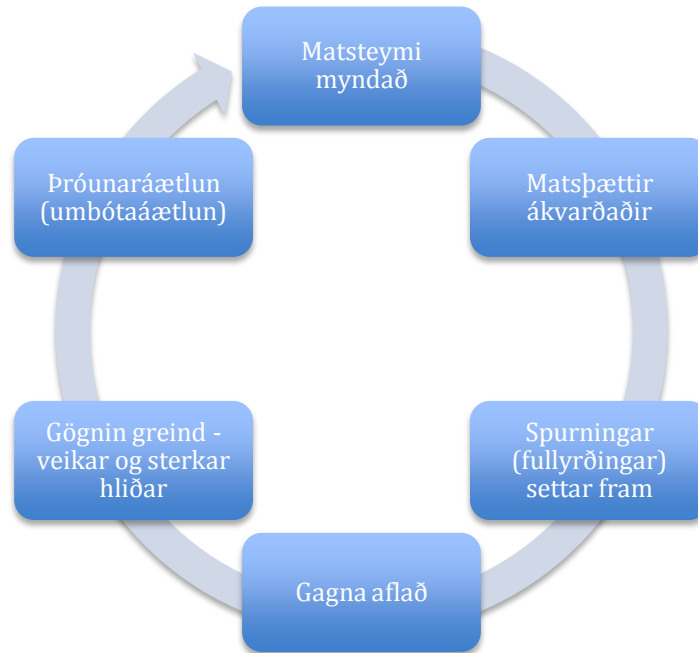 Matsteymi
myndað
Matsþættir
ákvarðaðir
Spurningar
(fullyrðingar)
settar fram
Gagna aflað
Gögnin greind -
veikar og sterkar
hliðar
Þróunaráætlun
(umbótaáætlun)